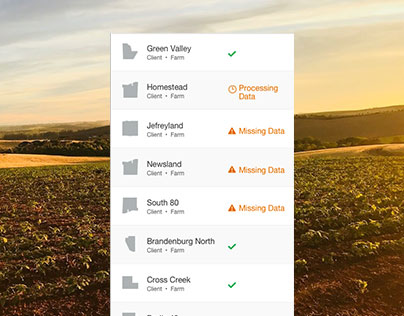 Green Valley
Client • Farm
Homestead
Client • Farm
Processing
Data
Jefreyland
Client • Farm
Missing Data
Newsland
Client • Farm
Missing Data
South 80
Client • Farm
Missing Data
Brandenburg North
Client • Farm
Cross Creek
Client • Farm